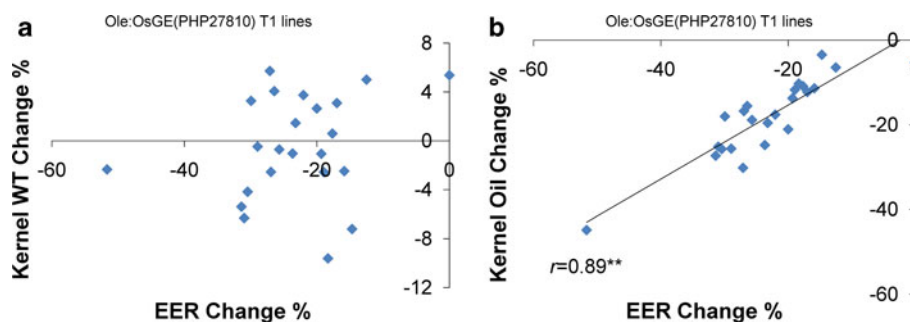 a
Ole:OsGE(PHP27810) T1 lines
Kernel WT Change %
8
4
0
-4
-8
-12
-60
-40
-20
0
EER Change %
b
Ole:OsGE(PHP27810) T1 lines
Kernel Oil Change %
-60
-40
-20
0
-20
-40
-60
r=0.89**
EER Change %